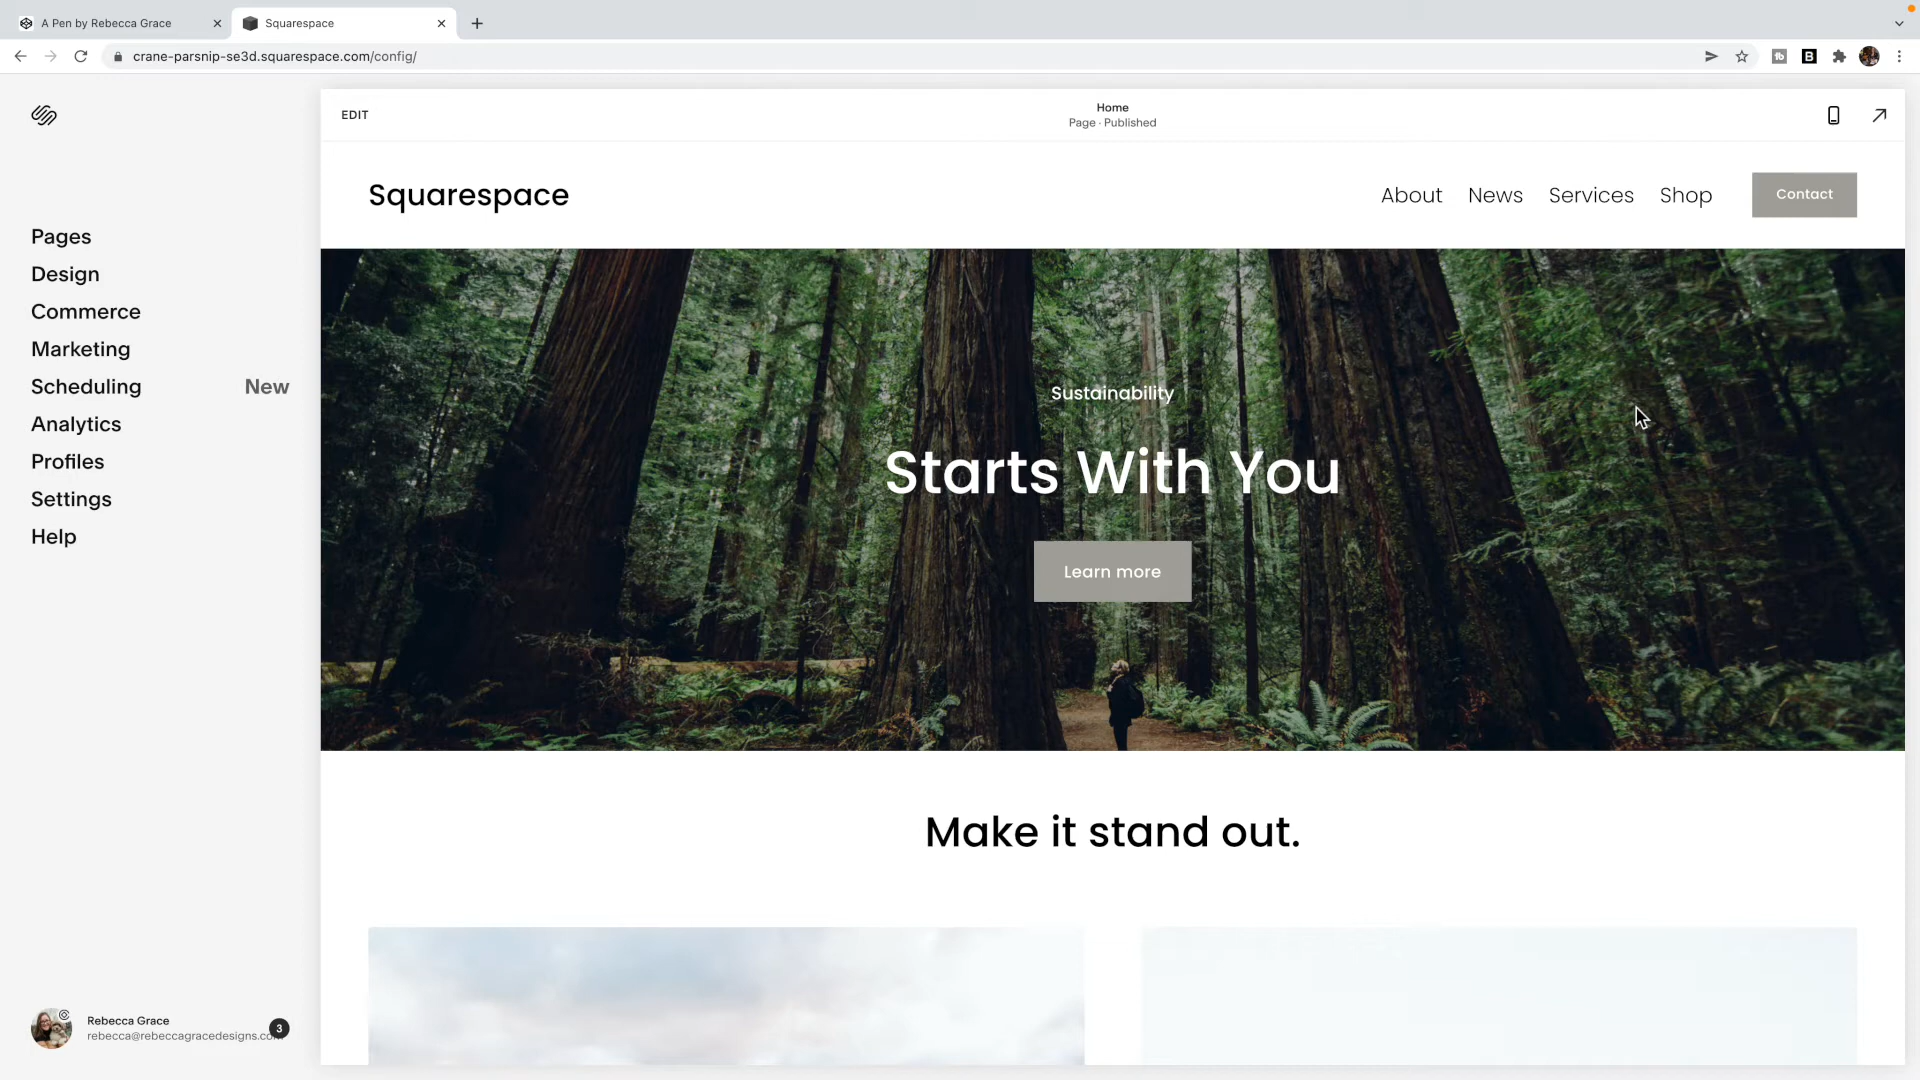 A Pen by Rebecca Grace
Squarespace
crane-parsnip-se3d.squarespace.com/config/
EDIT
Home
Page · Published
Squarespace
About
News
Services
Shop
Contact
Pages
Design
Commerce
Marketing
Scheduling
New
Analytics
Profiles
Settings
Help
Sustainability
Starts With You
Learn more
Make it stand out.
Rebecca Grace
rebecca@rebeccagracedesigns.com
3